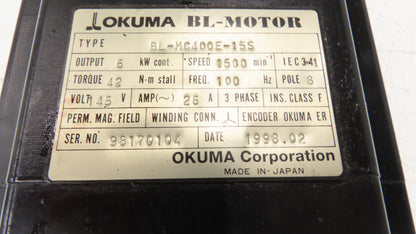 OKUMA BL-MOTOR
TYPE BL-MC400E-15S
OUTPUT 6 kW cont. SPEED 1500 min⁻¹ IEC 34-1
TORQUE 42 N·m stall FREQ. 100 Hz POLE 8
VOLT 145 V AMP(~) 26 A 3 PHASE INS. CLASS F
PERM. MAG. FIELD WINDING CONN. ENCODER OKUMA ER
SER. NO. 98170104 DATE 1998.02
OKUMA Corporation
MADE IN JAPAN